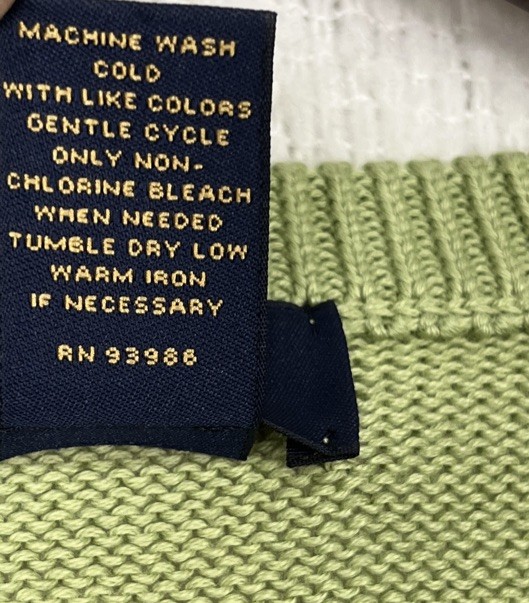 MACHINE WASH
COLD
WITH LIKE COLORS
GENTLE CYCLE
ONLY NON-
CHLORINE BLEACH
WHEN NEEDED
TUMBLE DRY LOW
WARM IRON
IF NECESSARY
RN 93986